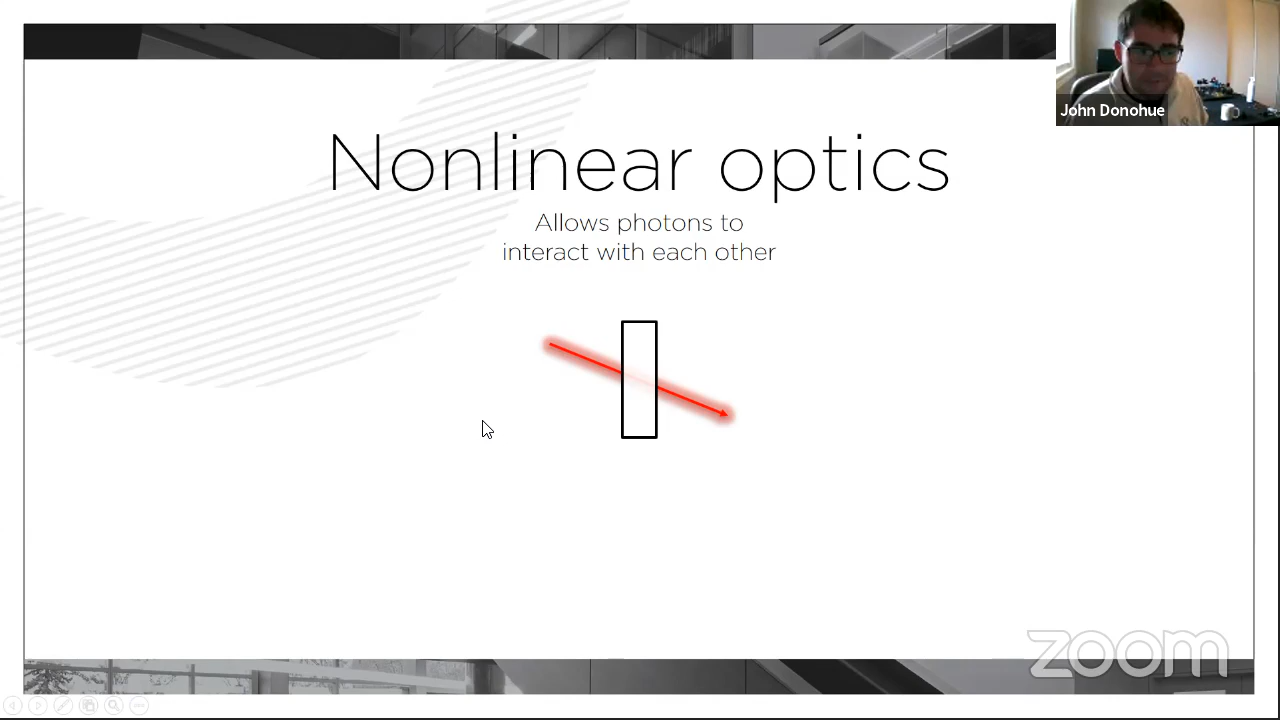 John Donohue
Nonlinear optics
Allows photons to
interact with each other
zoom